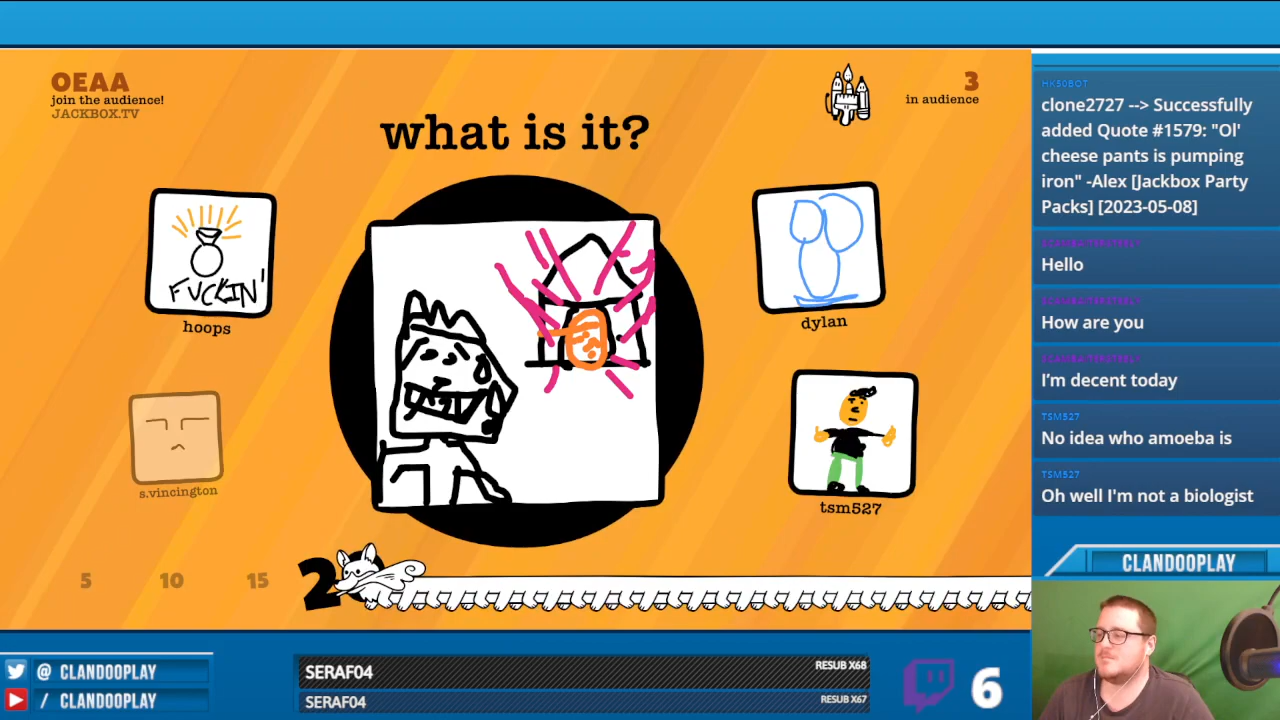 OEAA
join the audience!
JACKBOX.TV
what is it?
3
in audience
FUCKIN'
hoops
s.vincington
dylan
tsm527
5 10 15
2
HK50BOT
clone2727 --> Successfully
added Quote #1579: "Ol'
cheese pants is pumping
iron" -Alex [Jackbox Party
Packs] [2023-05-08]
Hello
How are you
I'm decent today
TSM527
No idea who amoeba is
TSM527
Oh well I'm not a biologist
CLANDOOPLAY
@ CLANDOOPLAY
/ CLANDOOPLAY
SERAF04 RESUB X68
SERAF04 RESUB X67
6